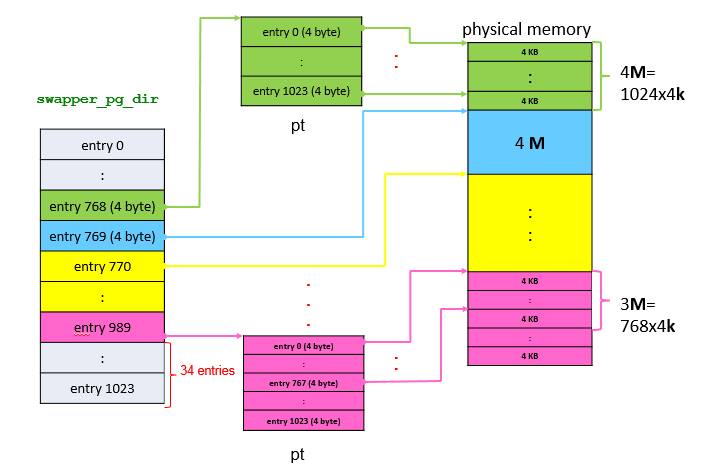 swapper_pg_dir
entry 0
:
entry 768 (4 byte)
entry 769 (4 byte)
entry 770
:
entry 989
:
entry 1023
34 entries
entry 0 (4 byte)
:
entry 1023 (4 byte)
pt
:
:
entry 0 (4 byte)
:
entry 767 (4 byte)
:
entry 1023 (4 byte)
pt
:
physical memory
4 KB
:
4 KB
4 M
:
:
4 KB
:
4 KB
:
4 KB
4M=
1024x4k
3M=
768x4k